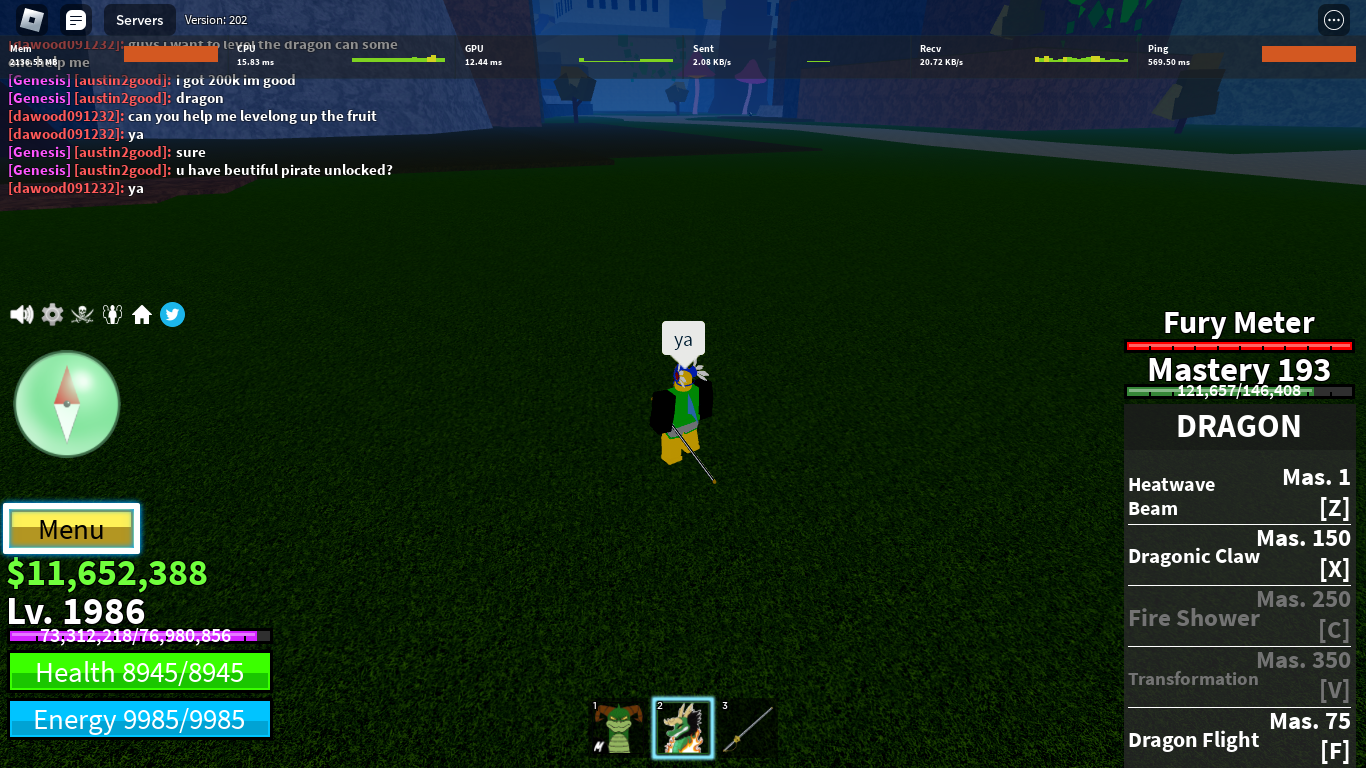 Servers
Version: 202
[dawood091232]: guys i want to level the dragon can some
help me
Mem
CPU
15.83 ms
GPU
12.44 ms
Sent
2.08 KB/s
Recv
20.72 KB/s
Ping
569.50 ms
[Genesis] [austin2good]: i got 200k im good
[Genesis] [austin2good]: dragon
[dawood091232]: can you help me levelong up the fruit
[dawood091232]: ya
[Genesis] [austin2good]: sure
[Genesis] [austin2good]: u have beutiful pirate unlocked?
[dawood091232]: ya
ya
Menu
$11,652,388
Lv. 1986
73,312,218/76,980,856
Health 8945/8945
Energy 9985/9985
1
2
3
Fury Meter
Mastery 193
121,657/146,408
DRAGON
Heatwave Beam
Mas. 1
[Z]
Dragonic Claw
Mas. 150
[X]
Fire Shower
Mas. 250
[C]
Transformation
Mas. 350
[V]
Dragon Flight
Mas. 75
[F]